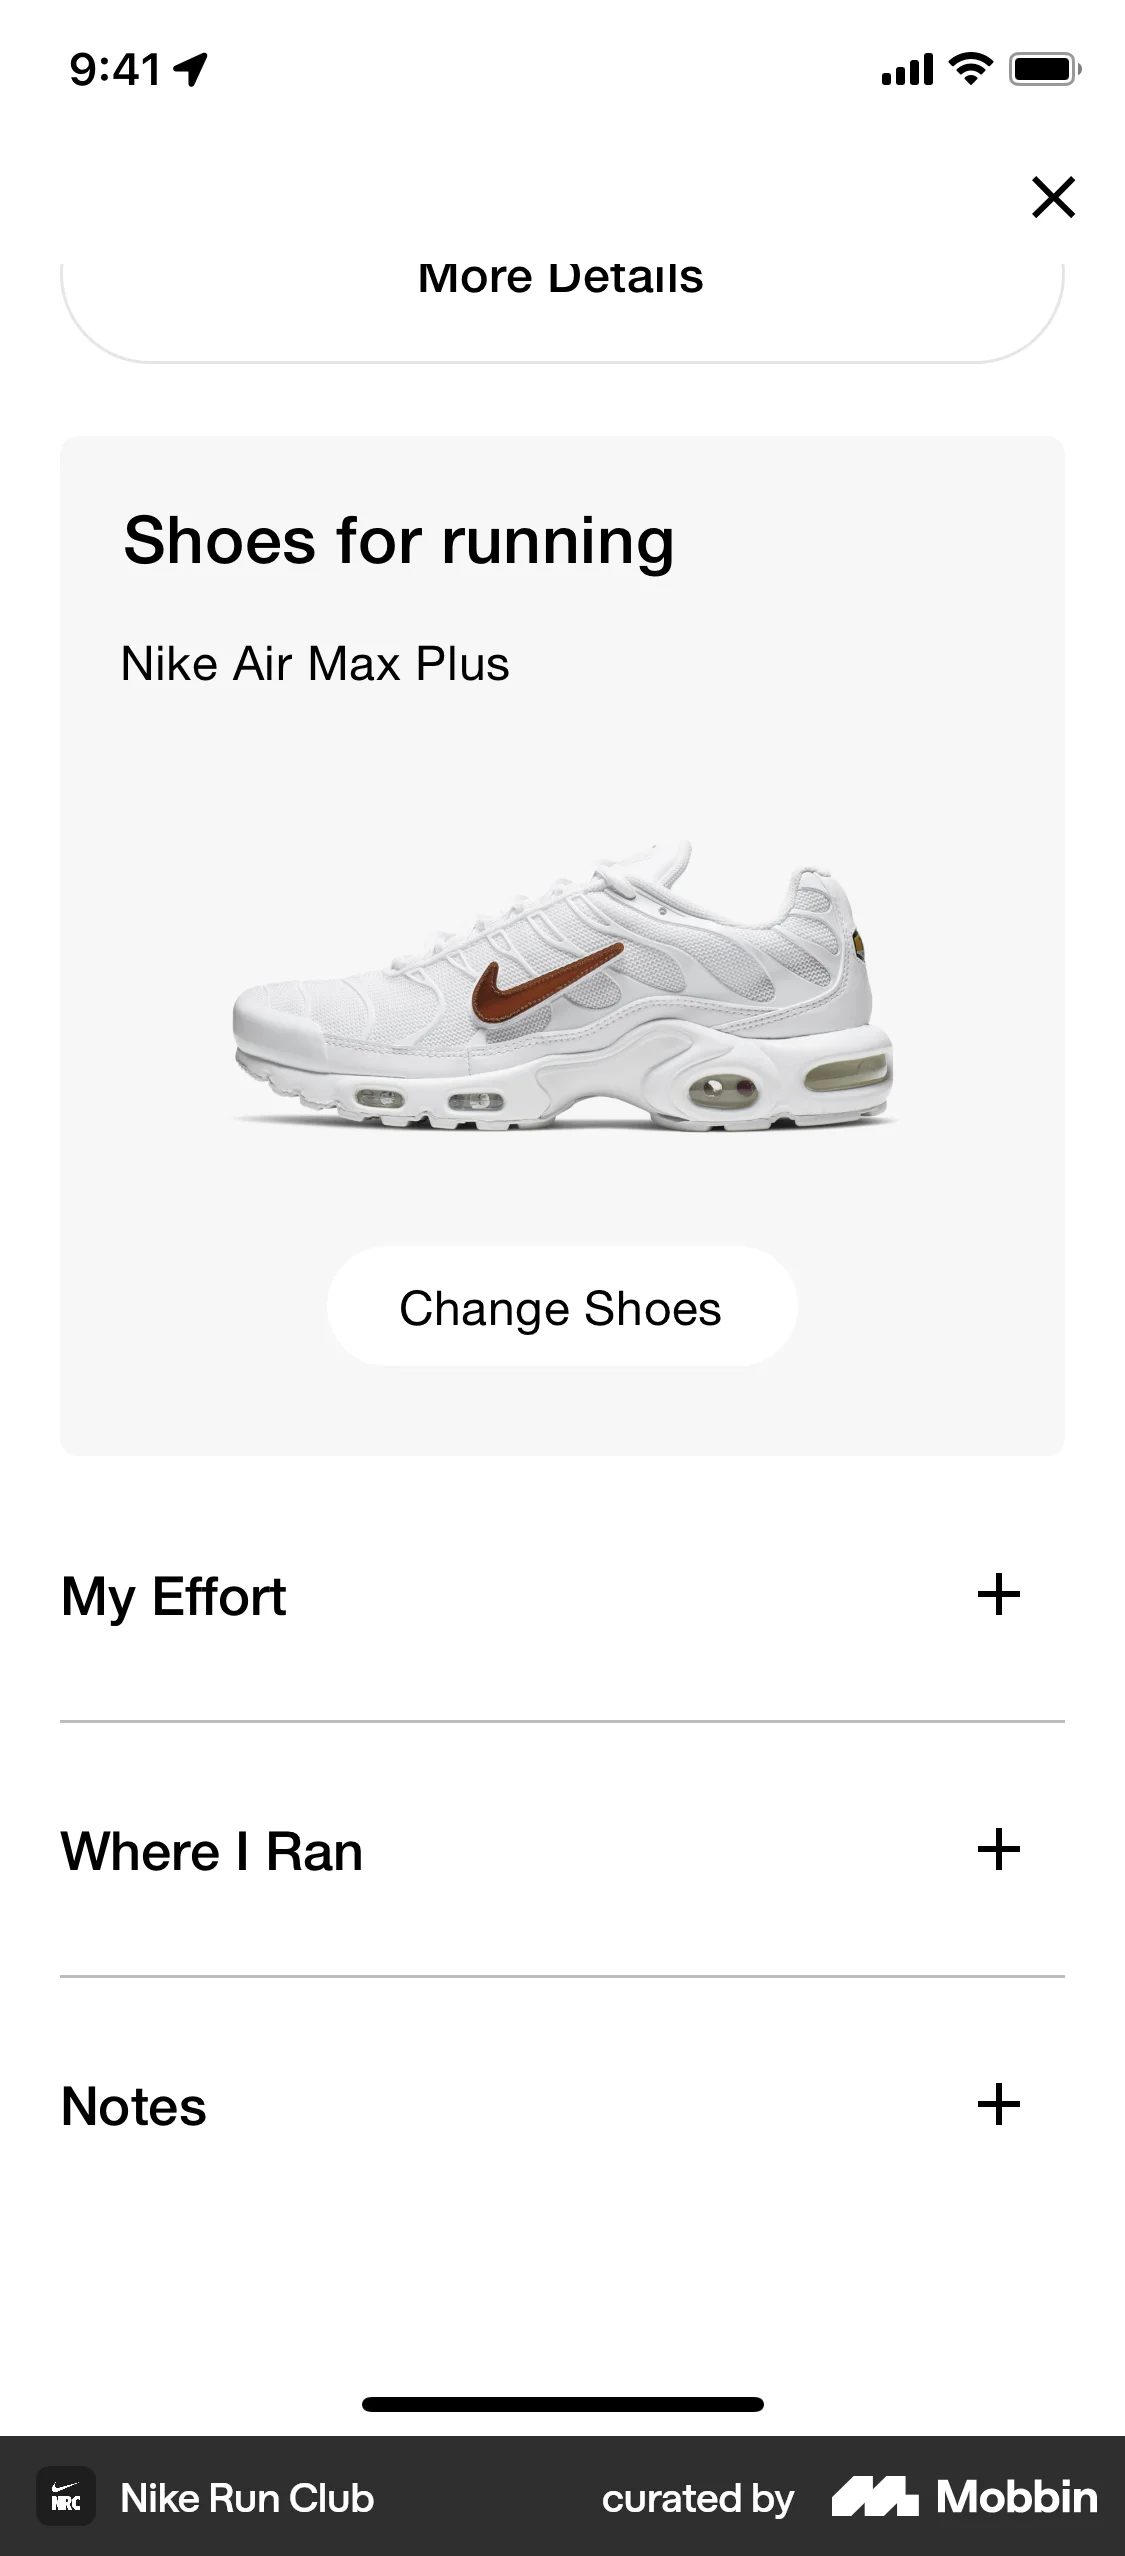 9:41
More Details
Shoes for running
Nike Air Max Plus
Change Shoes
My Effort
Where I Ran
Notes
NRC
Nike Run Club
curated by
Mobbin